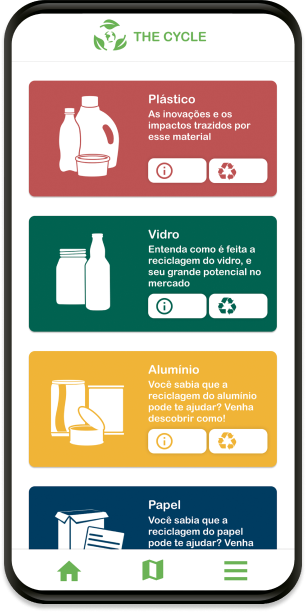 THE CYCLE
Plástico
As inovações e os
impactos trazidos por
esse material
Vidro
Entenda como é feita a
reciclagem do vidro, e
seu grande potencial no
mercado
Alumínio
Você sabia que a
reciclagem do alumínio
pode te ajudar? Venha
descobrir como!
Papel
Você sabia que a
reciclagem do papel
pode te ajudar? Venha